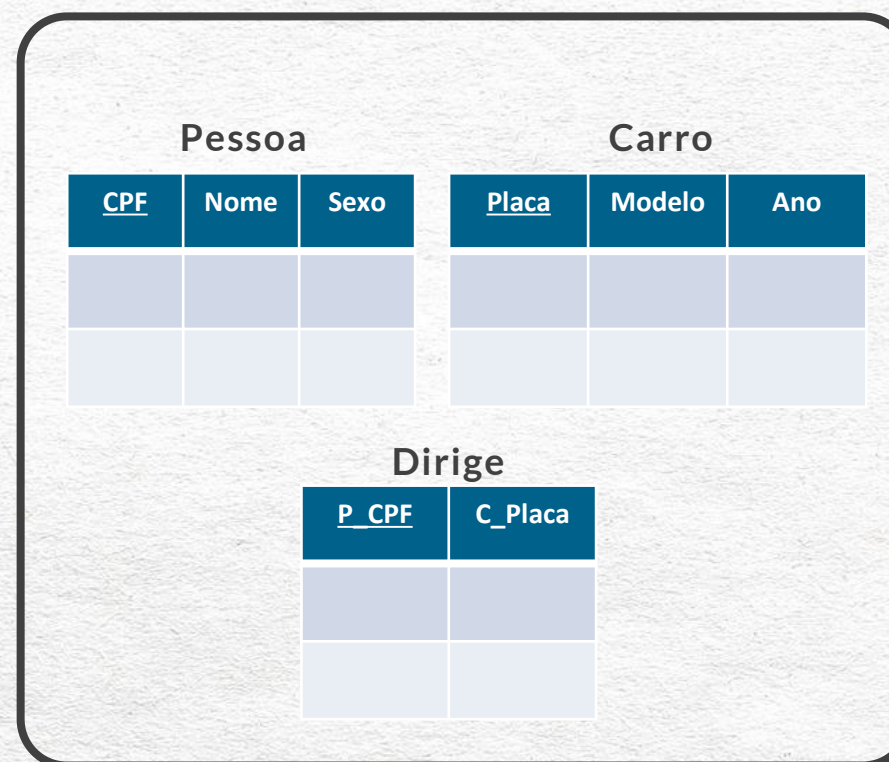 Pessoa
CPF Nome Sexo
Carro
Placa Modelo Ano
Dirige
P_CPF C_Placa